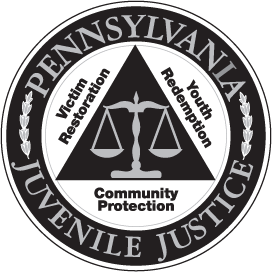 PENNSYLVANIA
Victim
Restoration
Youth
Redemption
Community
Protection
JUVENILE JUSTICE